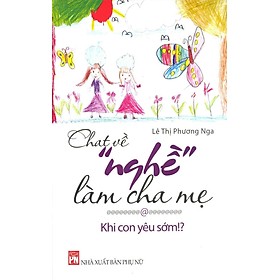 Lê Thị Phương Nga
Chat về
"nghề"
làm cha mẹ
@@@@@@@@ @ @@@@@@@@
Khi con yêu sớm!?
PN
NHÀ XUẤT BẢN PHỤ NỮ